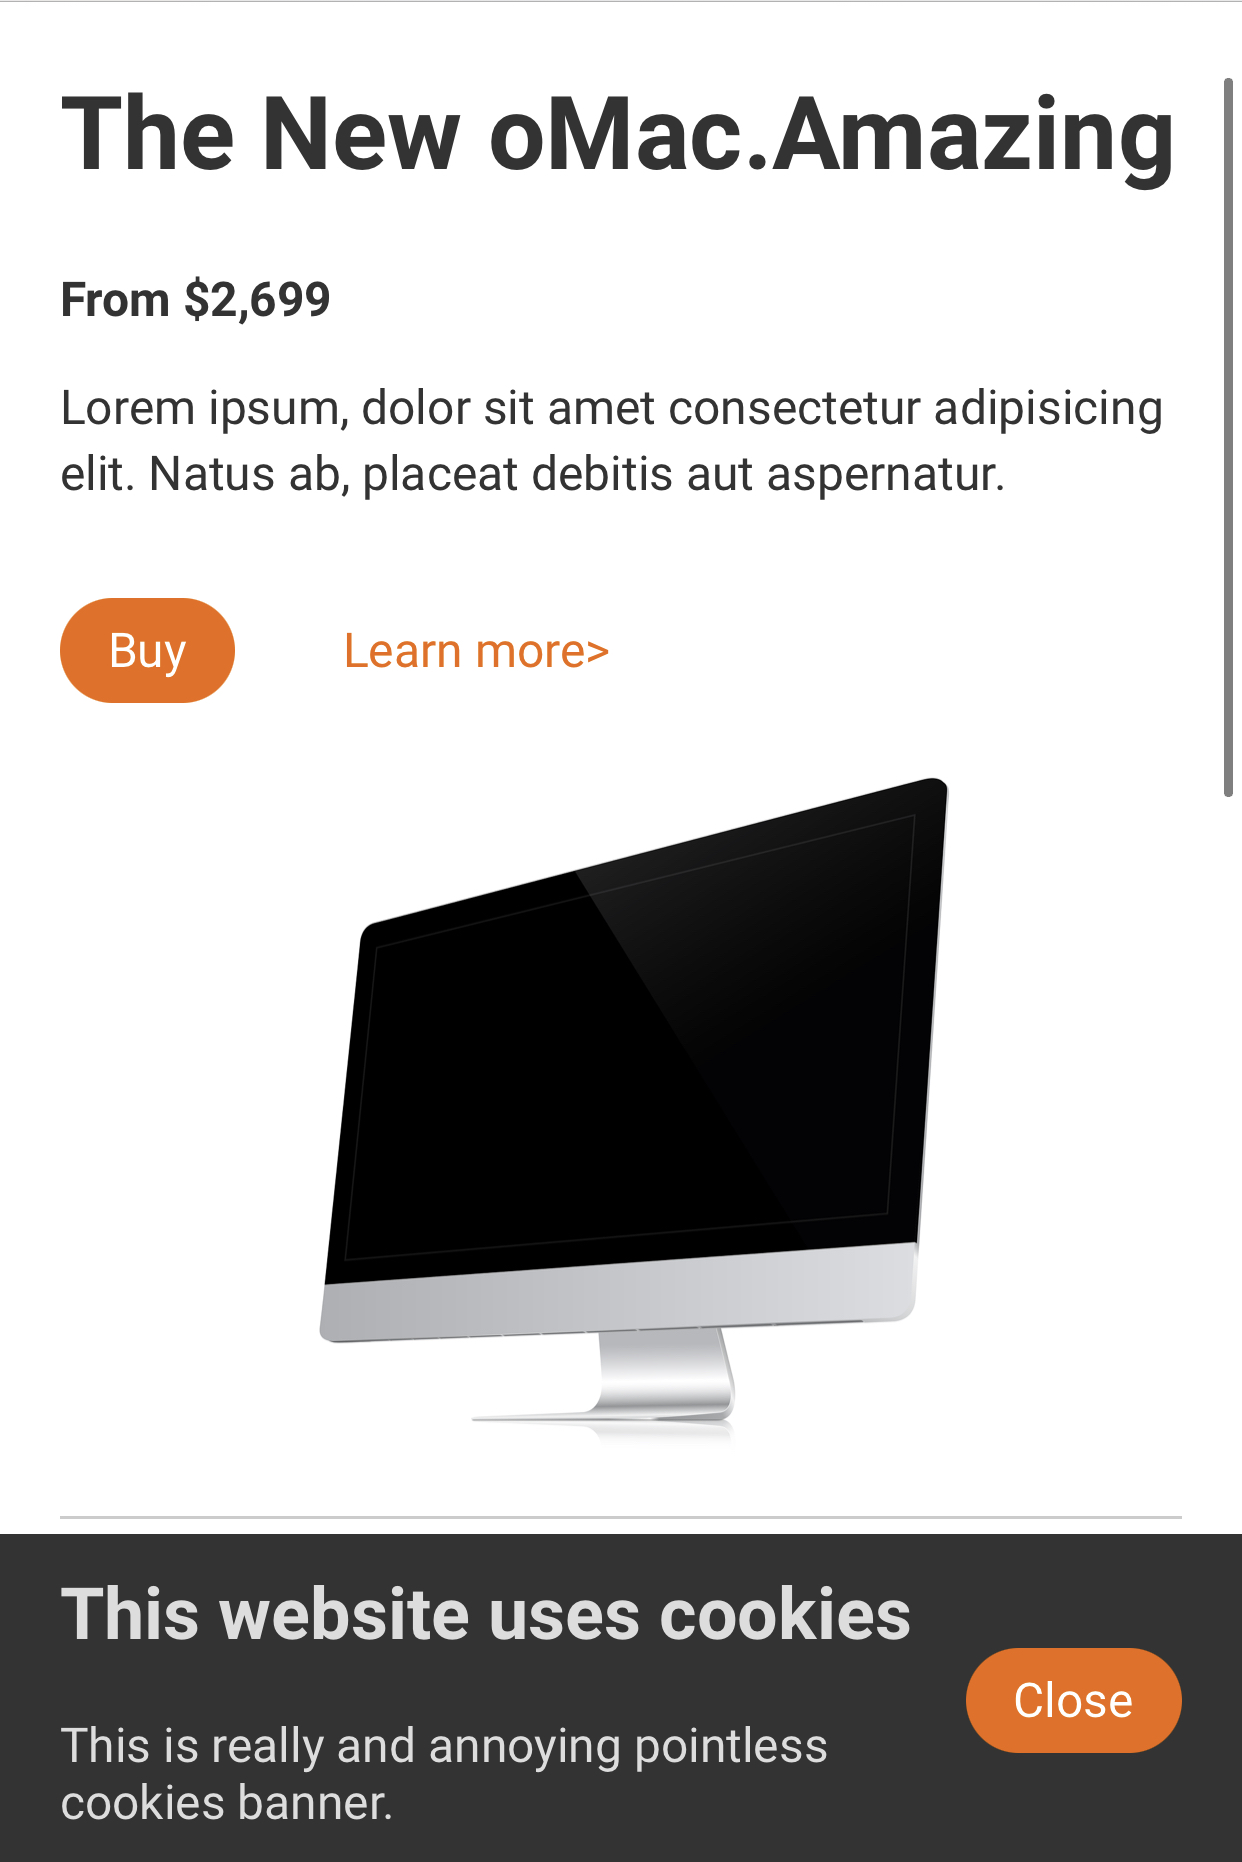 The New oMac.Amazing
From $2,699
Lorem ipsum, dolor sit amet consectetur adipisicing
elit. Natus ab, placeat debitis aut aspernatur.
Buy
Learn more>
This website uses cookies
Close
This is really and annoying pointless
cookies banner.